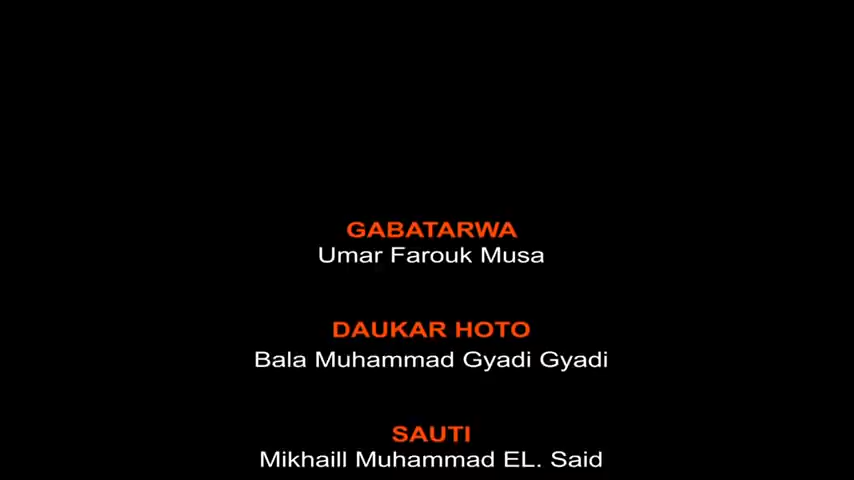 GABATARWA
Umar Farouk Musa
DAUKAR HOTO
Bala Muhammad Gyadi Gyadi
SAUTI
Mikhaill Muhammad EL. Said